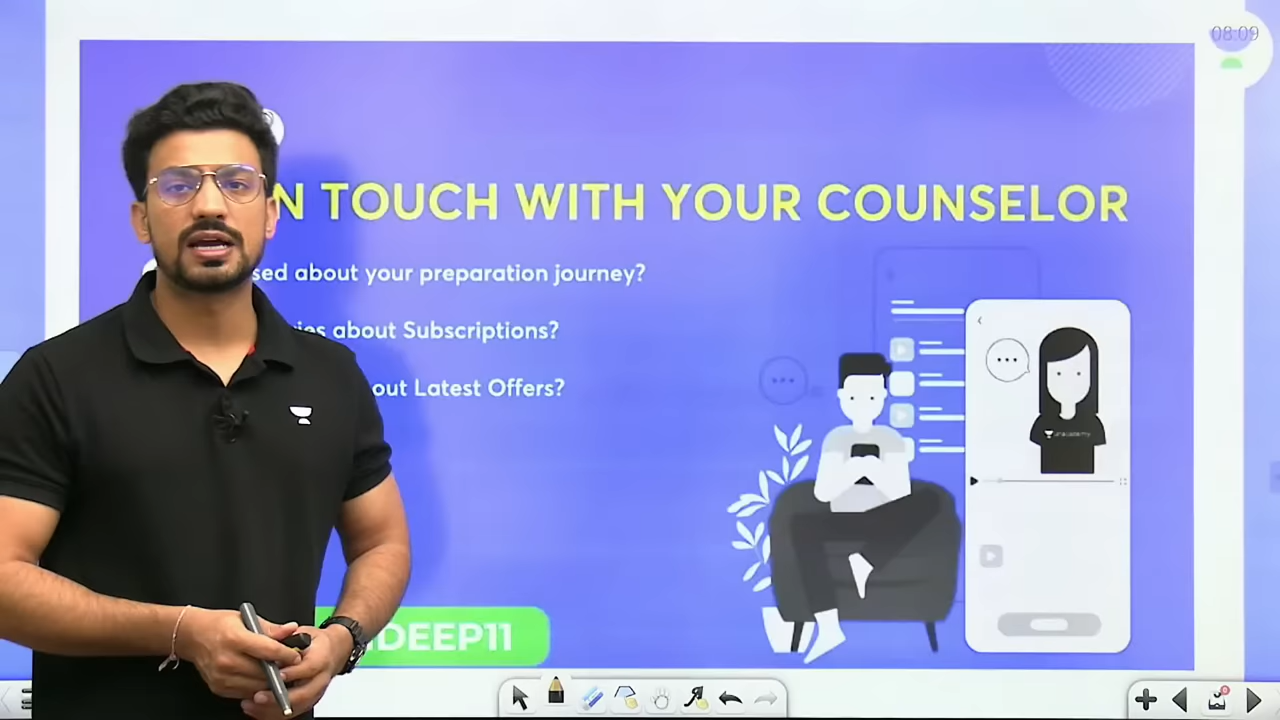 08:09
N TOUCH WITH YOUR COUNSELOR
sed about your preparation journey?
ies about Subscriptions?
out Latest Offers?
DEEP11